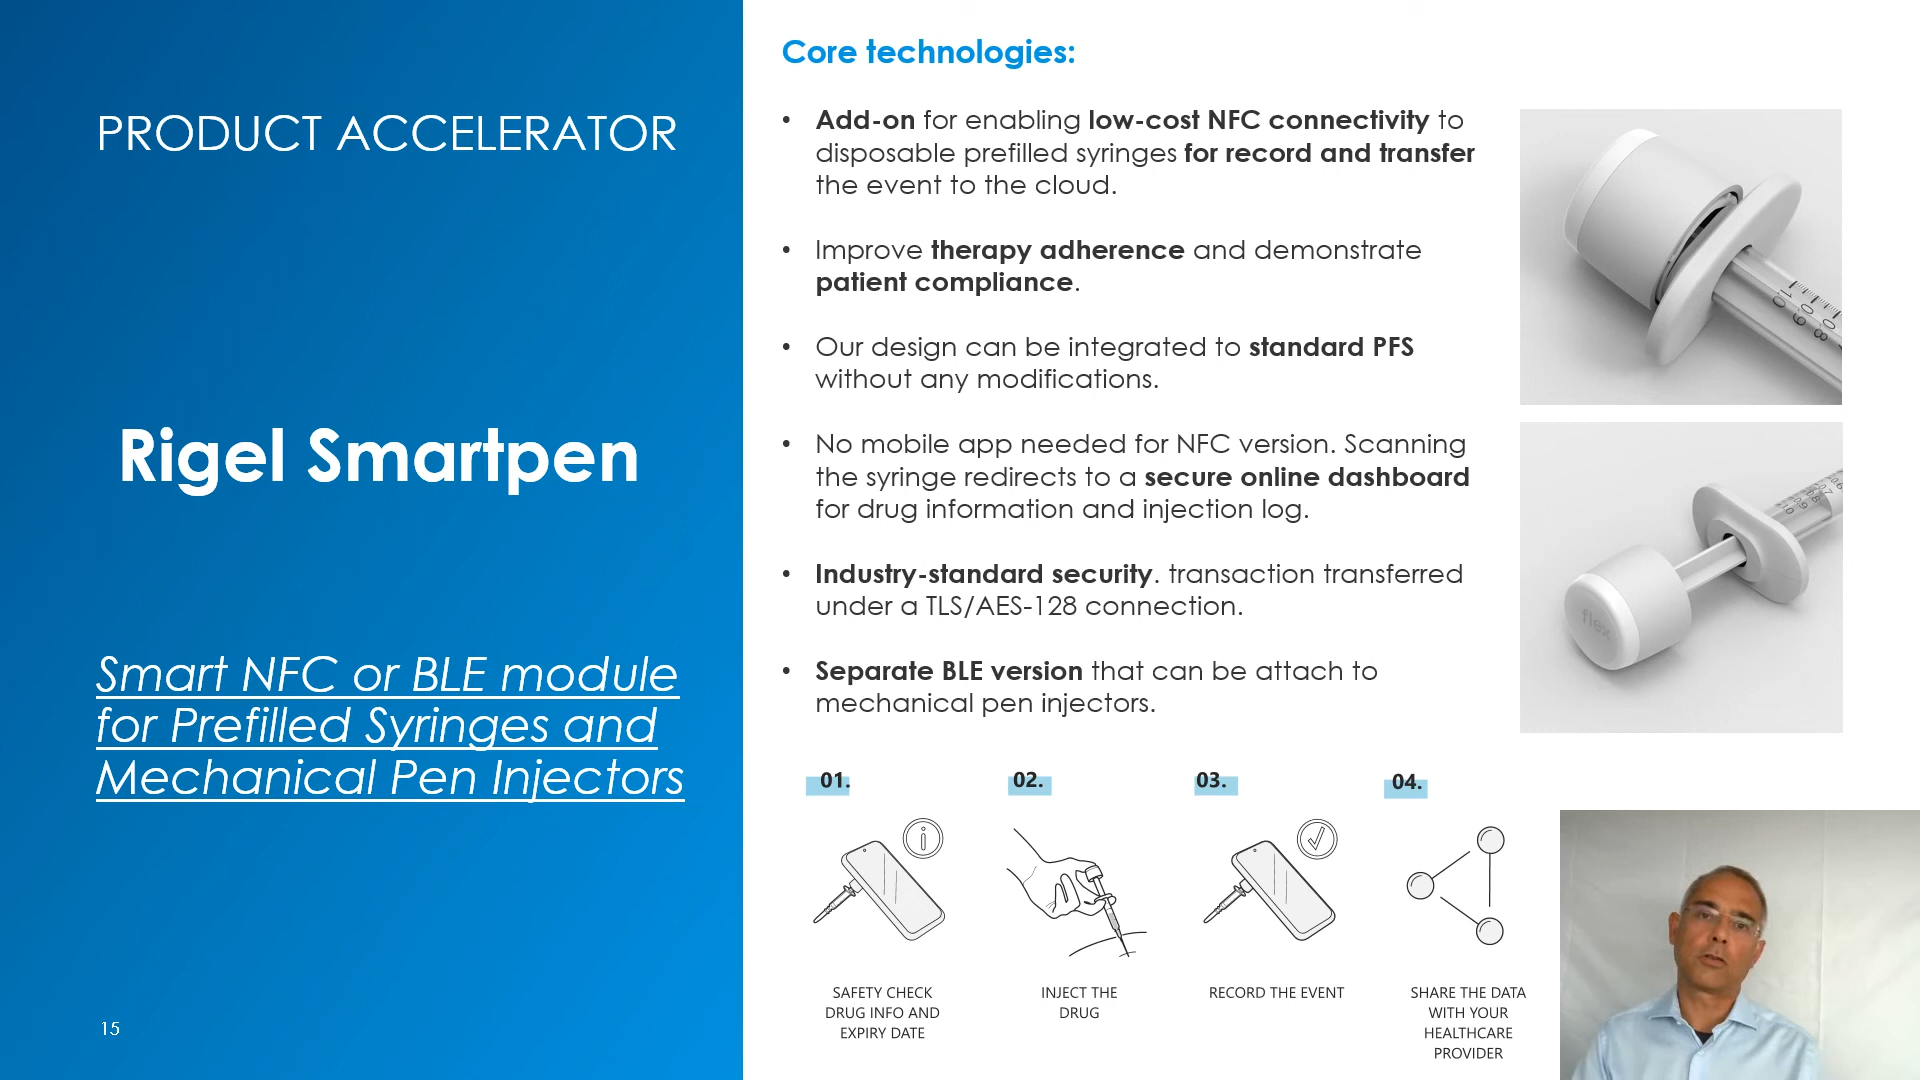 PRODUCT ACCELERATOR
Rigel Smartpen
Smart NFC or BLE module
for Prefilled Syringes and
Mechanical Pen Injectors
15
Core technologies:
• Add-on for enabling low-cost NFC connectivity to
disposable prefilled syringes for record and transfer
the event to the cloud.
• Improve therapy adherence and demonstrate
patient compliance.
• Our design can be integrated to standard PFS
without any modifications.
• No mobile app needed for NFC version. Scanning
the syringe redirects to a secure online dashboard
for drug information and injection log.
• Industry-standard security. transaction transferred
under a TLS/AES-128 connection.
• Separate BLE version that can be attach to
mechanical pen injectors.
01.
SAFETY CHECK
DRUG INFO AND
EXPIRY DATE
02.
INJECT THE
DRUG
03.
RECORD THE EVENT
04.
SHARE THE DATA
WITH YOUR
HEALTHCARE
PROVIDER
flex